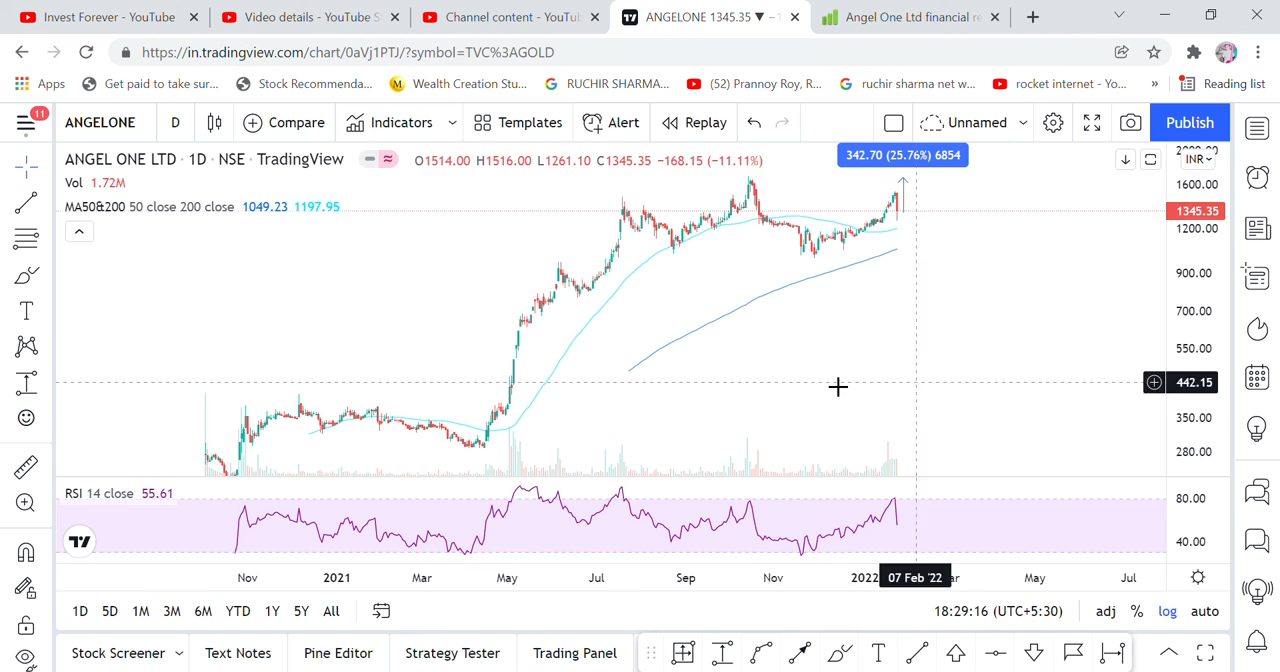 Invest Forever - YouTube
Video details - YouTube S
Channel content - YouTu
ANGELONE 1345.35 ▼ −1
Angel One Ltd financial re
https://in.tradingview.com/chart/0aVj1PTJ/?symbol=TVC%3AGOLD
Apps
Get paid to take sur...
Stock Recommenda...
Wealth Creation Stu...
RUCHIR SHARMA...
(52) Prannoy Roy, R...
ruchir sharma net w...
rocket internet - Yo...
»
Reading list
11
ANGELONE
D
Compare
Indicators
Templates
Alert
Replay
Unnamed
Publish
ANGEL ONE LTD · 1D · NSE · TradingView
O1514.00 H1516.00 L1261.10 C1345.35 −168.15 (−11.11%)
342.70 (25.76%) 6854
INR
Vol 1.72M
MA50&200 50 close 200 close 1049.23 1197.95
2000.00
1600.00
1345.35
1200.00
900.00
700.00
550.00
442.15
350.00
280.00
RSI 14 close 55.61
80.00
40.00
Nov
2021
Mar
May
Jul
Sep
Nov
2022
07 Feb '22
ar
May
Jul
1D 5D 1M 3M 6M YTD 1Y 5Y All
18:29:16 (UTC+5:30)
adj % log auto
Stock Screener
Text Notes
Pine Editor
Strategy Tester
Trading Panel